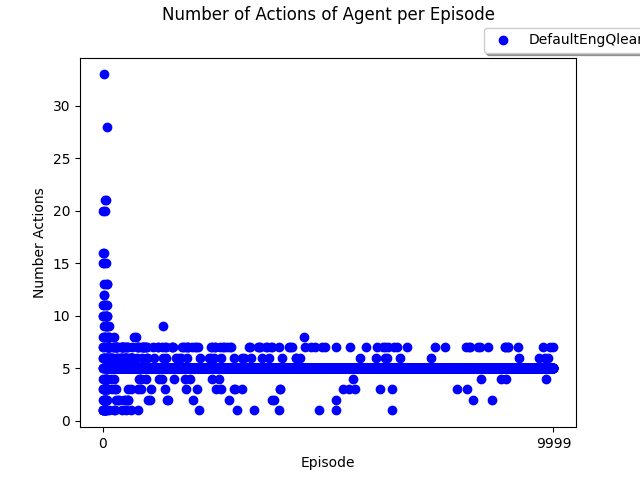 Number of Actions of Agent per Episode
DefaultEngQlear
30
25
20
15
10
5
0
Number Actions
0 9999
Episode